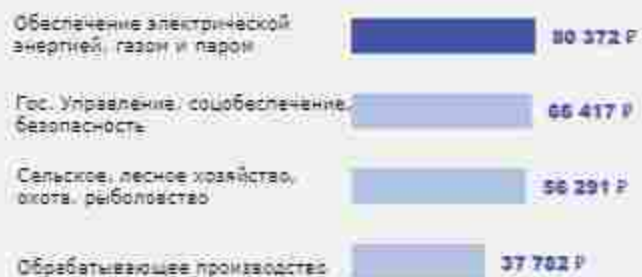 Обеспечение электрической
энергией, газом и паром
80 372 ₽
Гос. Управление, соцобеспечение,
безопасность
66 417 ₽
Сельское, лесное хозяйство,
охота, рыболовство
56 291 ₽
Обрабатывающее производство
37 782 ₽